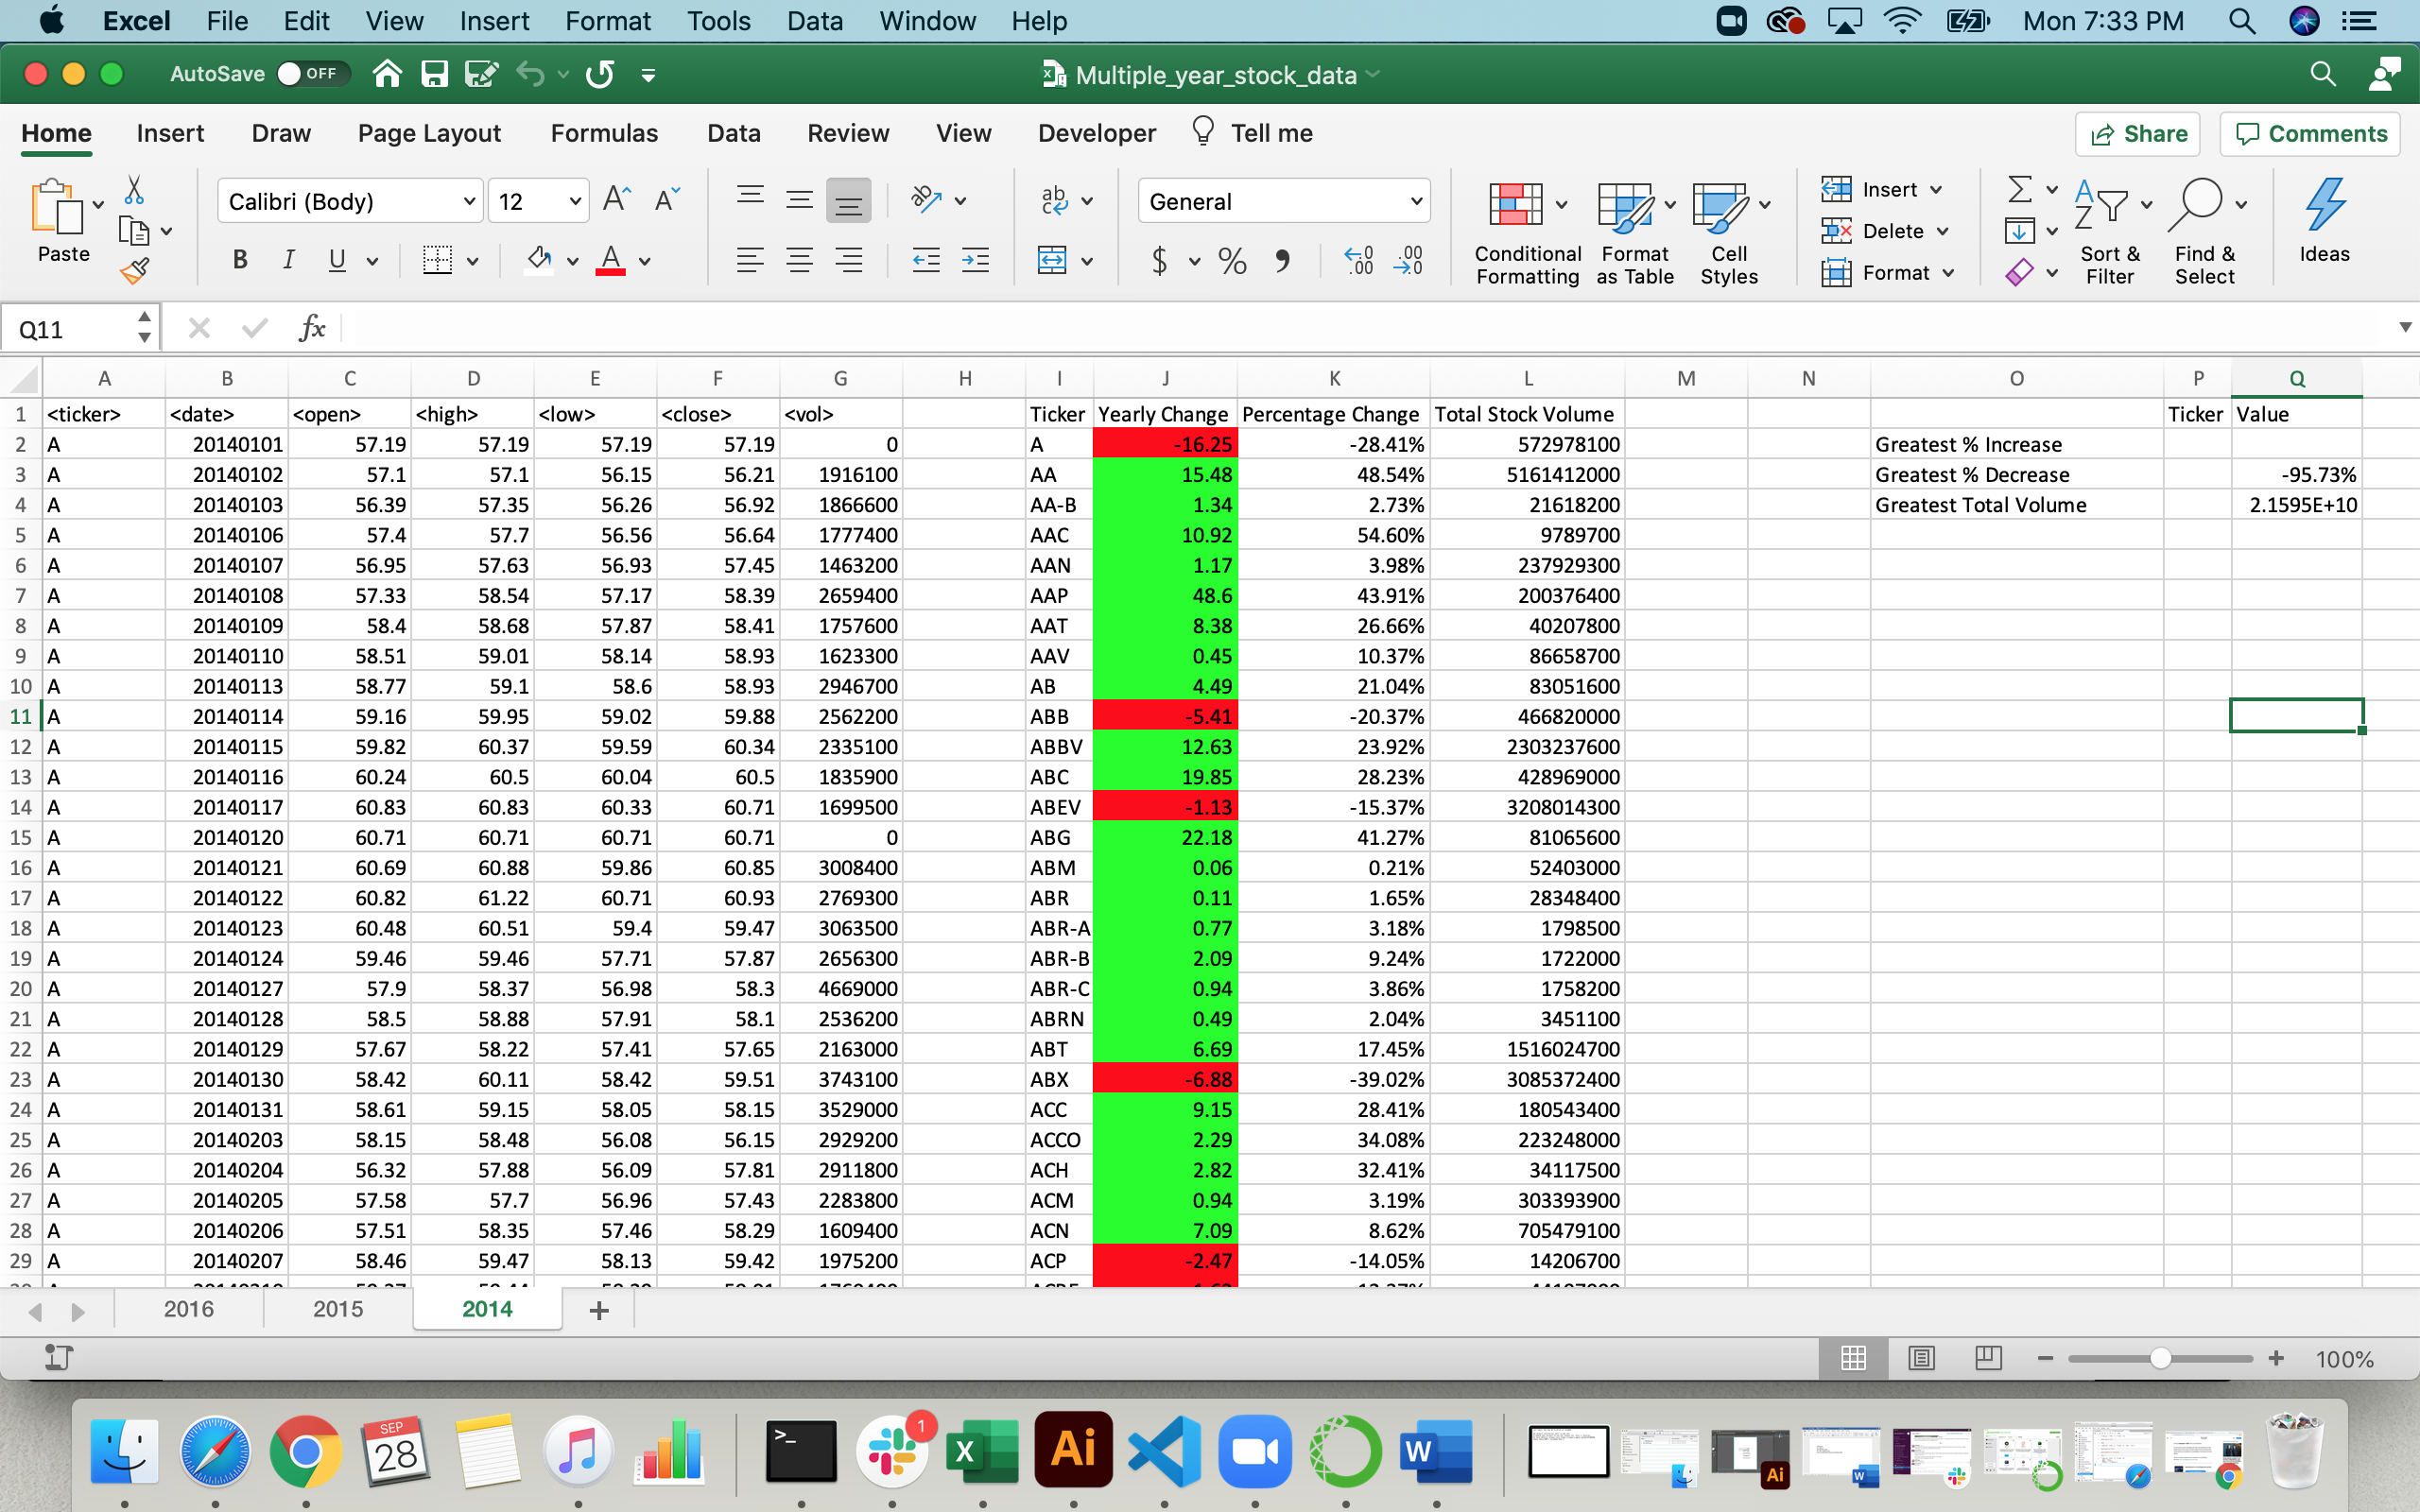 Excel File Edit View Insert Format Tools Data Window Help Mon 7:33 PM
AutoSave OFF Multiple_year_stock_data
Home Insert Draw Page Layout Formulas Data Review View Developer Tell me Share Comments
Paste Calibri (Body) 12 General Conditional Formatting Format as Table Cell Styles Insert Delete Format Sort & Filter Find & Select Ideas
Q11 fx
A B C D E F G H I J K L M N O P Q
1 <ticker> <date> <open> <high> <low> <close> <vol> Ticker Yearly Change Percentage Change Total Stock Volume Ticker Value
2 A 20140101 57.19 57.19 57.19 57.19 0 A -16.25 -28.41% 572978100 Greatest % Increase
3 A 20140102 57.1 57.1 56.15 56.21 1916100 AA 15.48 48.54% 5161412000 Greatest % Decrease -95.73%
4 A 20140103 56.39 57.35 56.26 56.92 1866600 AA-B 1.34 2.73% 21618200 Greatest Total Volume 2.1595E+10
5 A 20140106 57.4 57.7 56.56 56.64 1777400 AAC 10.92 54.60% 9789700
6 A 20140107 56.95 57.63 56.93 57.45 1463200 AAN 1.17 3.98% 237929300
7 A 20140108 57.33 58.54 57.17 58.39 2659400 AAP 48.6 43.91% 200376400
8 A 20140109 58.4 58.68 57.87 58.41 1757600 AAT 8.38 26.66% 40207800
9 A 20140110 58.51 59.01 58.14 58.93 1623300 AAV 0.45 10.37% 86658700
10 A 20140113 58.77 59.1 58.6 58.93 2946700 AB 4.49 21.04% 83051600
11 A 20140114 59.16 59.95 59.02 59.88 2562200 ABB -5.41 -20.37% 466820000
12 A 20140115 59.82 60.37 59.59 60.34 2335100 ABBV 12.63 23.92% 2303237600
13 A 20140116 60.24 60.5 60.04 60.5 1835900 ABC 19.85 28.23% 428969000
14 A 20140117 60.83 60.83 60.33 60.71 1699500 ABEV -1.13 -15.37% 3208014300
15 A 20140120 60.71 60.71 60.71 60.71 0 ABG 22.18 41.27% 81065600
16 A 20140121 60.69 60.88 59.86 60.85 3008400 ABM 0.06 0.21% 52403000
17 A 20140122 60.82 61.22 60.71 60.93 2769300 ABR 0.11 1.65% 28348400
18 A 20140123 60.48 60.51 59.4 59.47 3063500 ABR-A 0.77 3.18% 1798500
19 A 20140124 59.46 59.46 57.71 57.87 2656300 ABR-B 2.09 9.24% 1722000
20 A 20140127 57.9 58.37 56.98 58.3 4669000 ABR-C 0.94 3.86% 1758200
21 A 20140128 58.5 58.88 57.91 58.1 2536200 ABRN 0.49 2.04% 3451100
22 A 20140129 57.67 58.22 57.41 57.65 2163000 ABT 6.69 17.45% 1516024700
23 A 20140130 58.42 60.11 58.42 59.51 3743100 ABX -6.88 -39.02% 3085372400
24 A 20140131 58.61 59.15 58.05 58.15 3529000 ACC 9.15 28.41% 180543400
25 A 20140203 58.15 58.48 56.08 56.15 2929200 ACCO 2.29 34.08% 223248000
26 A 20140204 56.32 57.88 56.09 57.81 2911800 ACH 2.82 32.41% 34117500
27 A 20140205 57.58 57.7 56.96 57.43 2283800 ACM 0.94 3.19% 303393900
28 A 20140206 57.51 58.35 57.46 58.29 1609400 ACN 7.09 8.62% 705479100
29 A 20140207 58.46 59.47 58.13 59.42 1975200 ACP -2.47 -14.05% 14206700
2016 2015 2014
100%
SEP 28 1 Ai X W